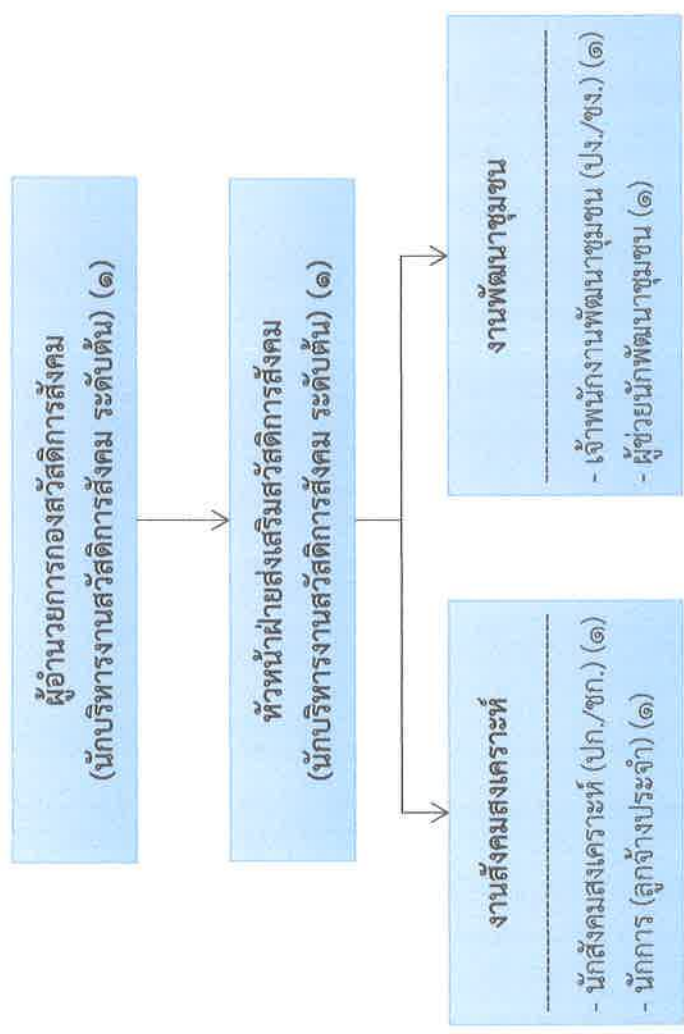 ผู้อำนวยการกองสวัสดิการสังคม
(นักบริหารงานสวัสดิการสังคม ระดับต้น) (๑)
หัวหน้าฝ่ายส่งเสริมสวัสดิการสังคม
(นักบริหารงานสวัสดิการสังคม ระดับต้น) (๑)
งานสังคมสงเคราะห์
- นักสังคมสงเคราะห์ (ปก./ชก.) (๑)
- นักการ (ลูกจ้างประจำ) (๑)
งานพัฒนาชุมชน
- เจ้าพนักงานพัฒนาชุมชน (ปง./ชง.) (๑)
- ผู้ช่วยนักพัฒนาชุมชน (๑)